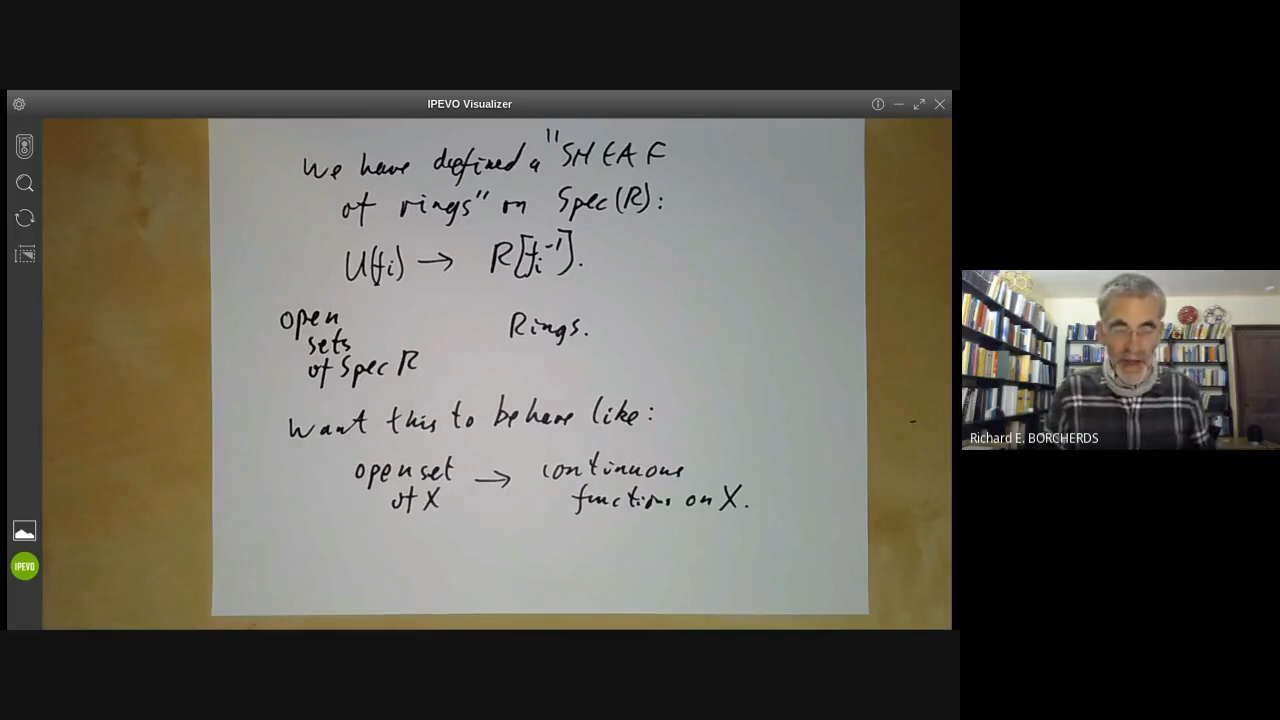 IPEVO Visualizer
We have defined a "SHEAF
of rings" on Spec(R):
U(fi) → R[fi⁻¹].
open
sets
of Spec R
Rings.
Want this to behave like:
open set
of X
→
continuous
functions on X.
IPEVO
Richard E. BORCHERDS